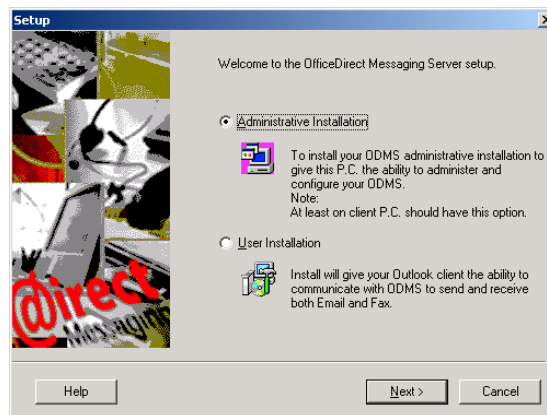 Setup
Welcome to the OfficeDirect Messaging Server setup.
Administrative Installation
To install your ODMS administrative installation to
give this P.C. the ability to administer and
configure your ODMS.
Note:
At least on client P.C. should have this option.
User Installation
Install will give your Outlook client the ability to
communicate with ODMS to send and receive
both Email and Fax.
@irect
Messaging
Help
Next >
Cancel